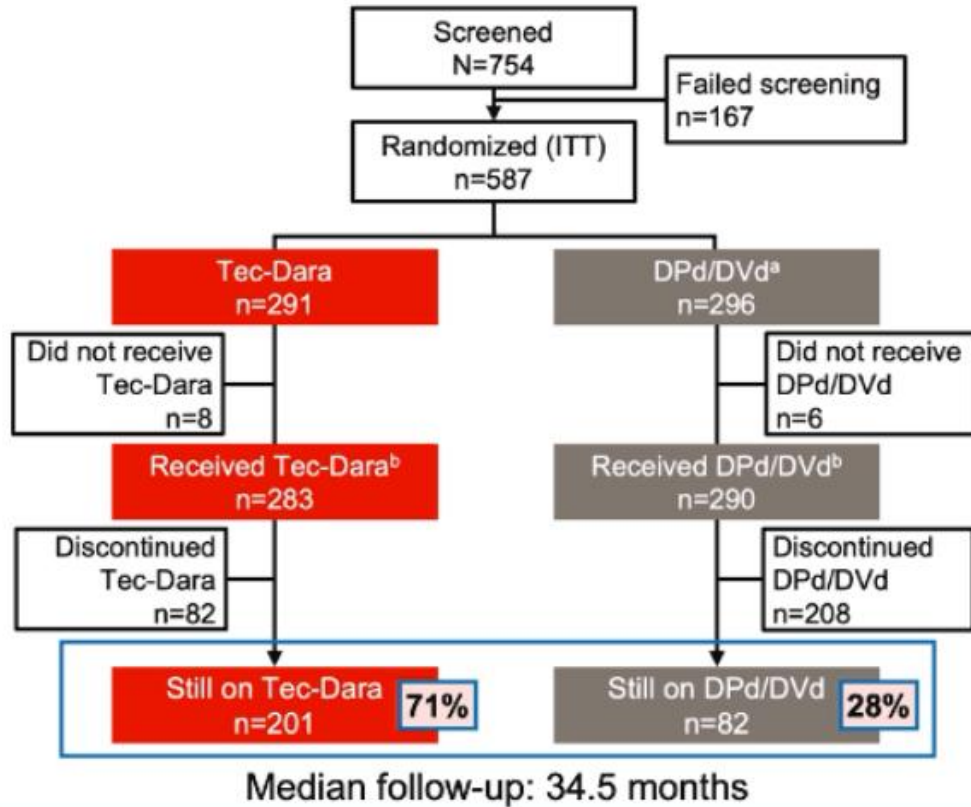 Screened
N=754
Failed screening
n=167
Randomized (ITT)
n=587
Tec-Dara
n=291
DPd/DVdᵃ
n=296
Did not receive
Tec-Dara
n=8
Did not receive
DPd/DVd
n=6
Received Tec-Daraᵇ
n=283
Received DPd/DVdᵇ
n=290
Discontinued
Tec-Dara
n=82
Discontinued
DPd/DVd
n=208
Still on Tec-Dara
n=201
71%
Still on DPd/DVd
n=82
28%
Median follow-up: 34.5 months